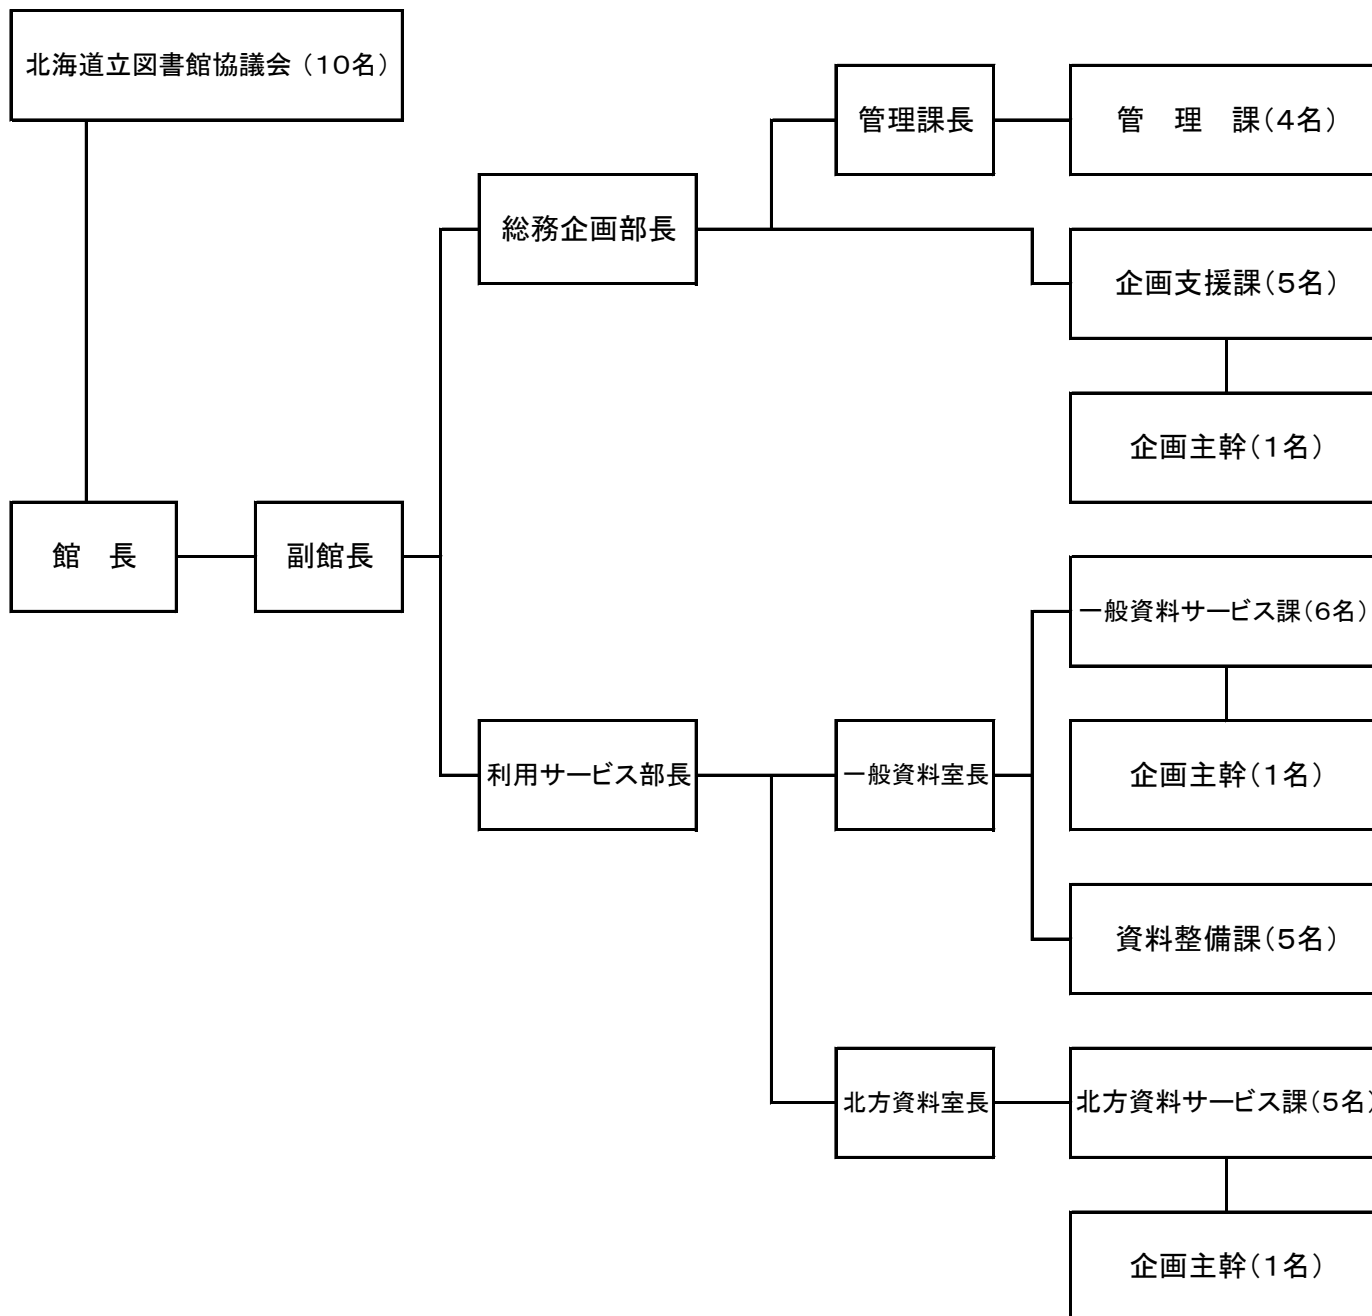 北海道立図書館協議会（10名）
管理課長
管　理　課（4名）
総務企画部長
企画支援課（5名）
企画主幹（1名）
館　長
副館長
一般資料サービス課（6名）
利用サービス部長
一般資料室長
企画主幹（1名）
資料整備課（5名）
北方資料室長
北方資料サービス課（5名）
企画主幹（1名）